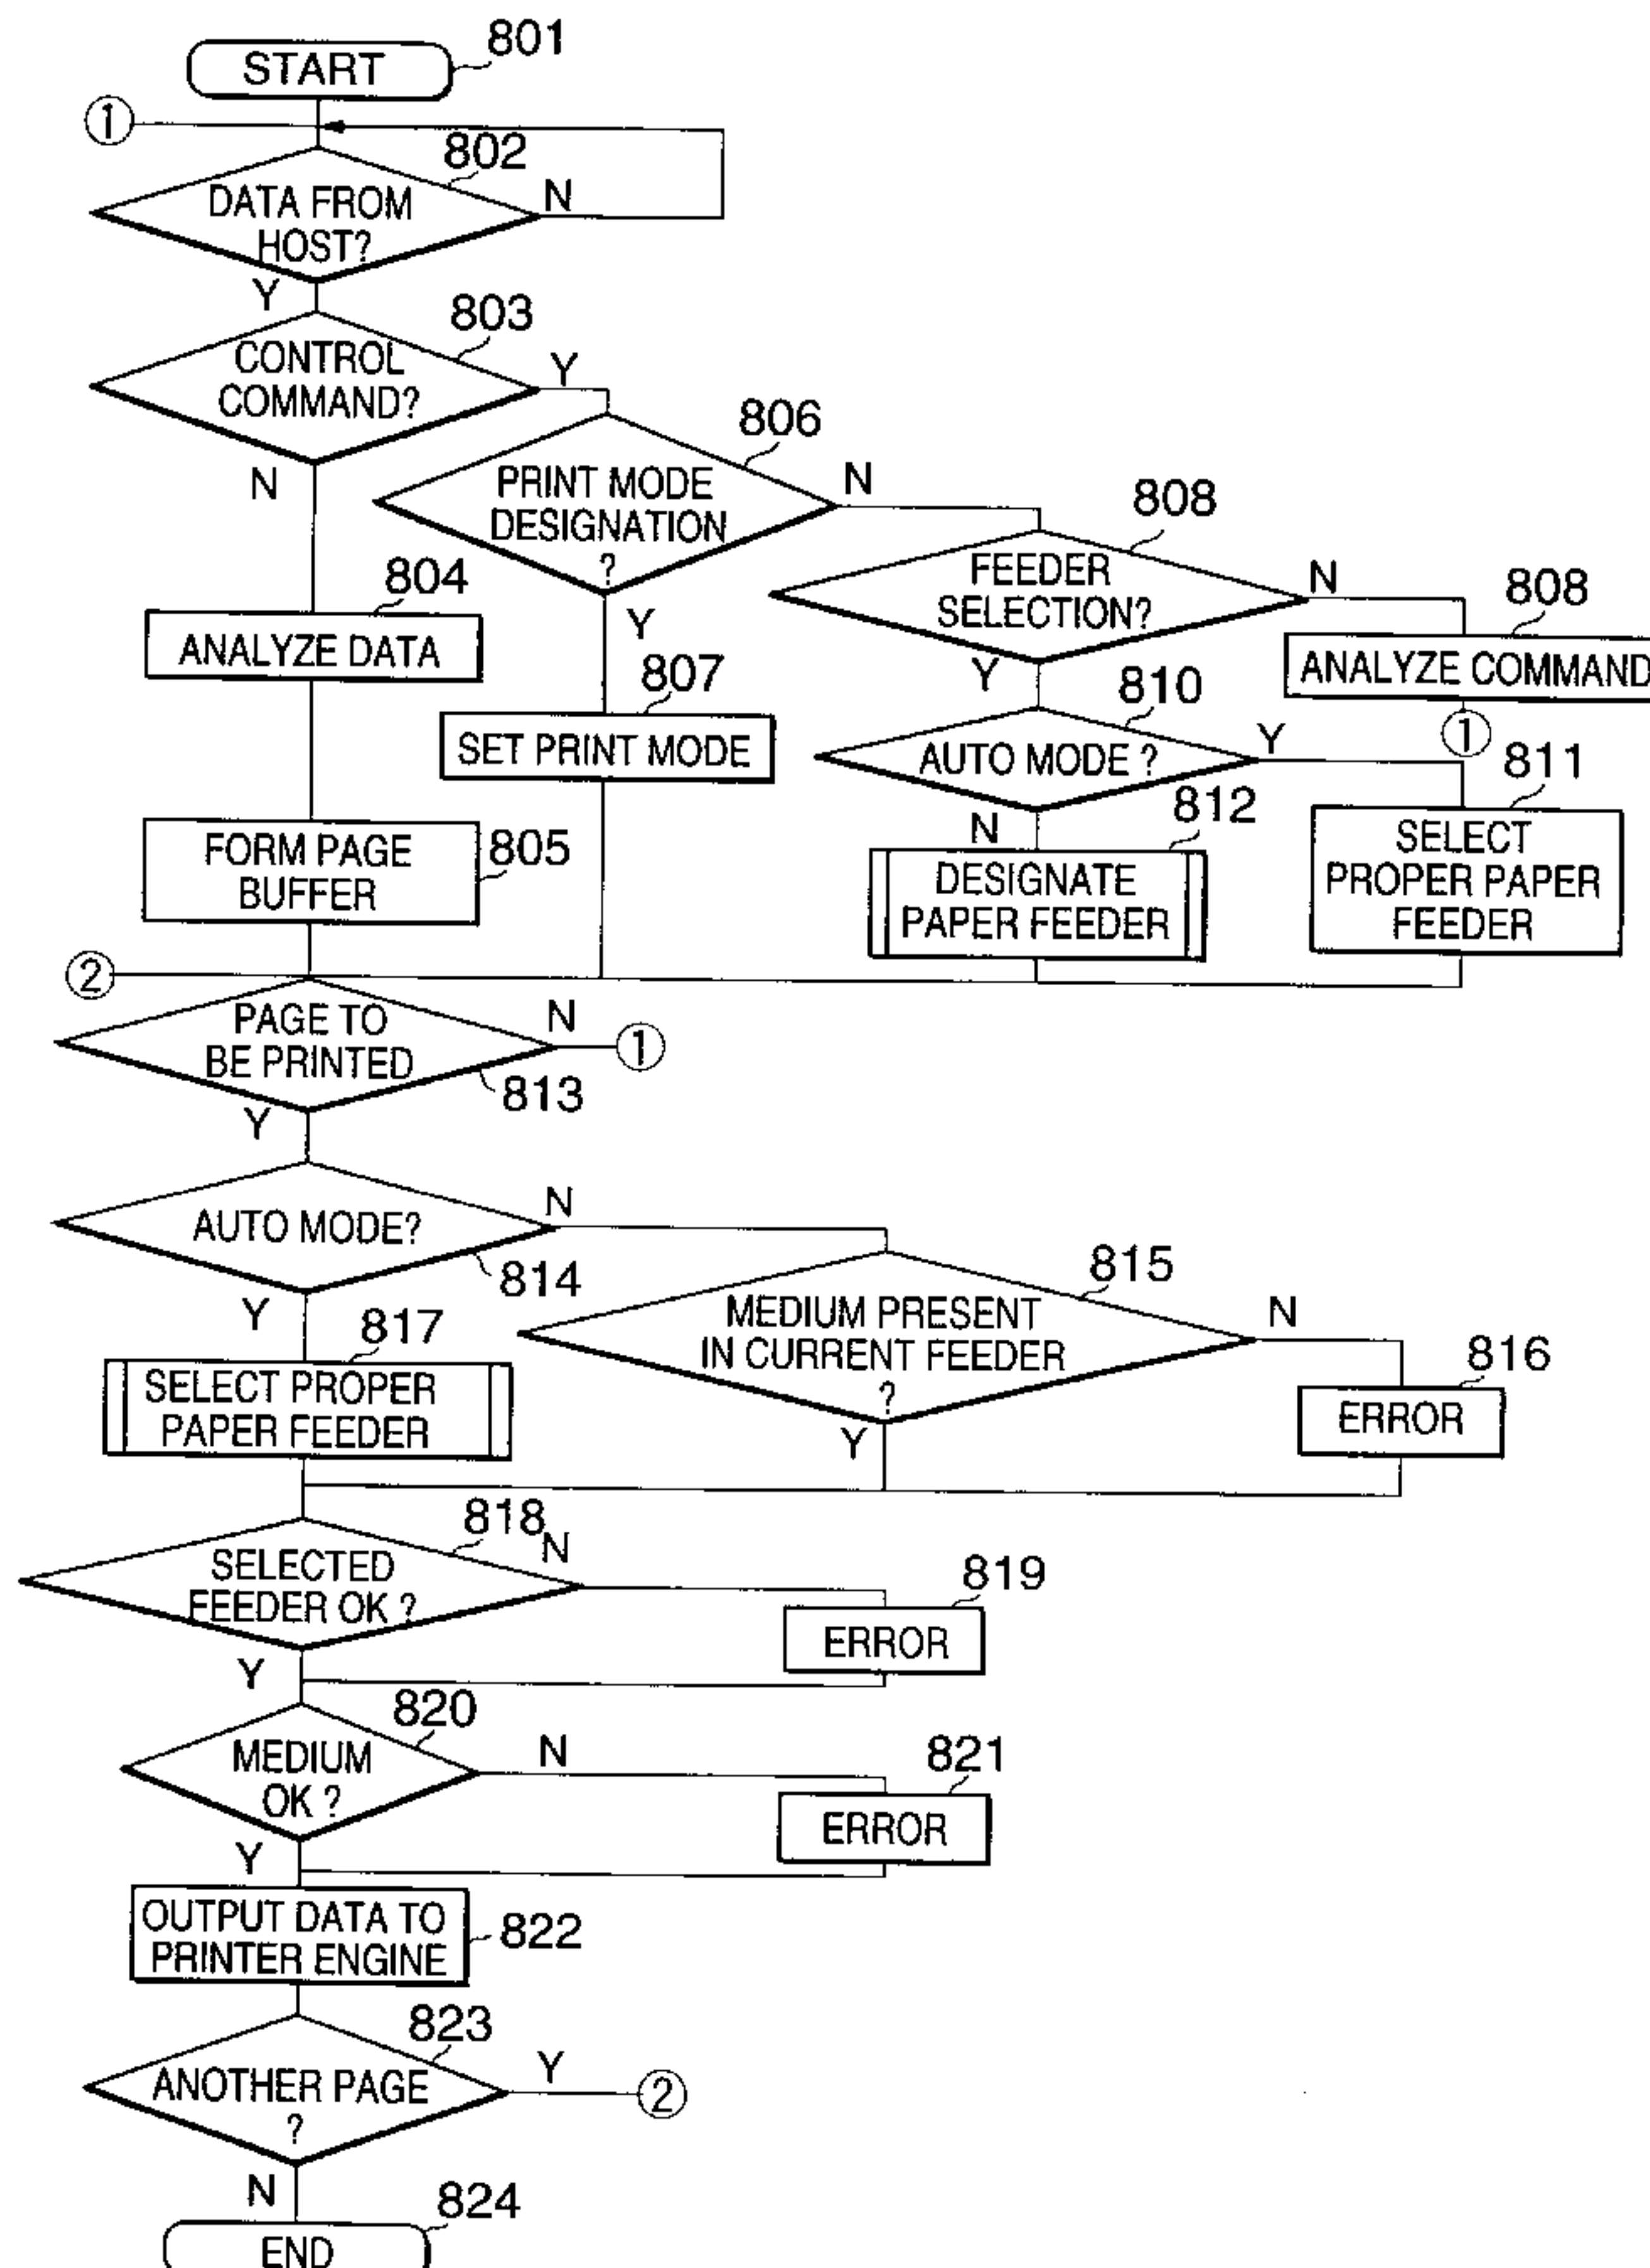 801
START
①
802
DATA FROM
HOST?
N
Y
803
CONTROL
COMMAND?
Y
N
806
PRINT MODE
DESIGNATION
?
N
Y
808
FEEDER
SELECTION?
N
Y
804
ANALYZE DATA
808
ANALYZE COMMAND
①
807
SET PRINT MODE
810
AUTO MODE ?
Y
N
811
SELECT
PROPER PAPER
FEEDER
812
DESIGNATE
PAPER FEEDER
FORM PAGE
BUFFER
805
②
PAGE TO
BE PRINTED
N
①
813
Y
AUTO MODE?
N
814
Y
815
MEDIUM PRESENT
IN CURRENT FEEDER
?
N
Y
816
ERROR
817
SELECT PROPER
PAPER FEEDER
818
SELECTED
FEEDER OK ?
N
Y
819
ERROR
820
MEDIUM
OK ?
N
Y
821
ERROR
OUTPUT DATA TO
PRINTER ENGINE
822
823
ANOTHER PAGE
?
Y
②
N
824
END